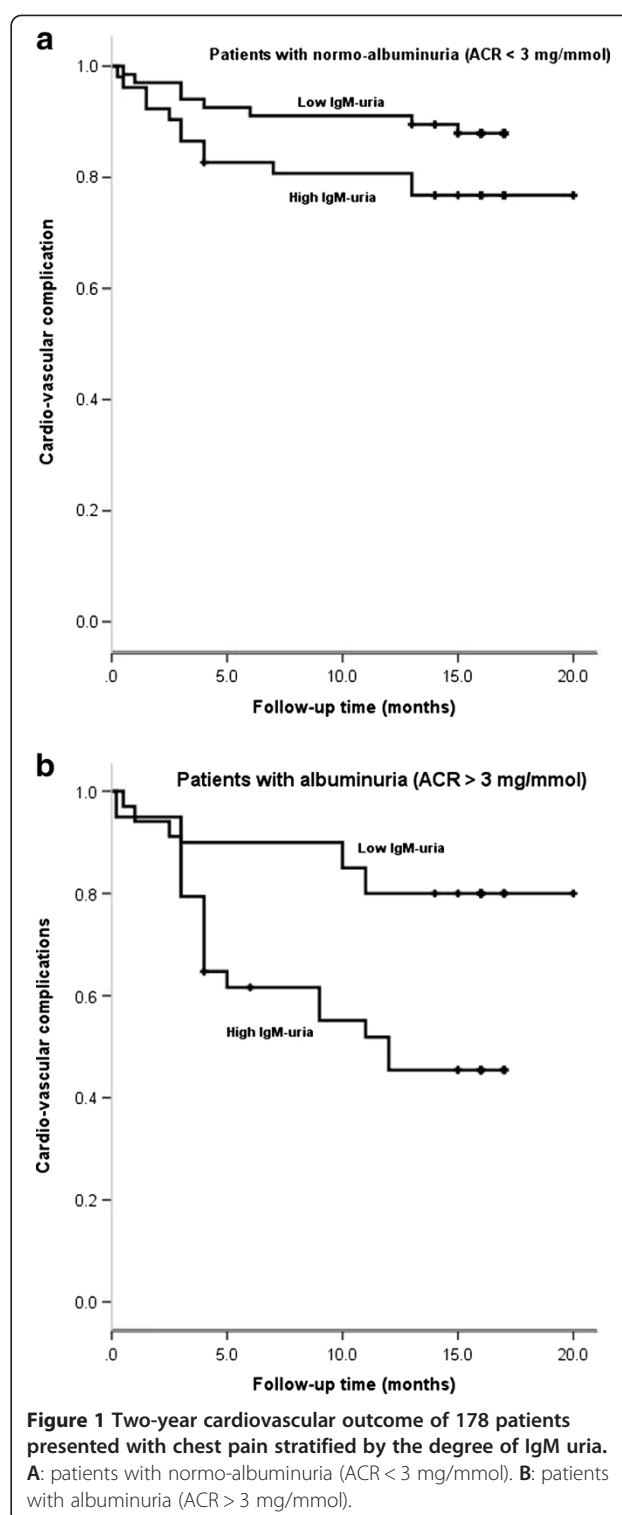 a
Patients with normo-albuminuria (ACR < 3 mg/mmol)
1.0
0.8
0.6
0.4
0.2
0.0
Cardio-vascular complication
Low IgM-uria
High IgM-uria
.0 5.0 10.0 15.0 20.0
Follow-up time (months)
b
Patients with albuminuria (ACR > 3 mg/mmol)
1.0
0.8
0.6
0.4
0.2
0.0
Cardio-vascular complications
Low IgM-uria
High IgM-uria
.0 5.0 10.0 15.0 20.0
Follow-up time (months)
Figure 1 Two-year cardiovascular outcome of 178 patients
presented with chest pain stratified by the degree of IgM uria.
A: patients with normo-albuminuria (ACR < 3 mg/mmol). B: patients
with albuminuria (ACR > 3 mg/mmol).